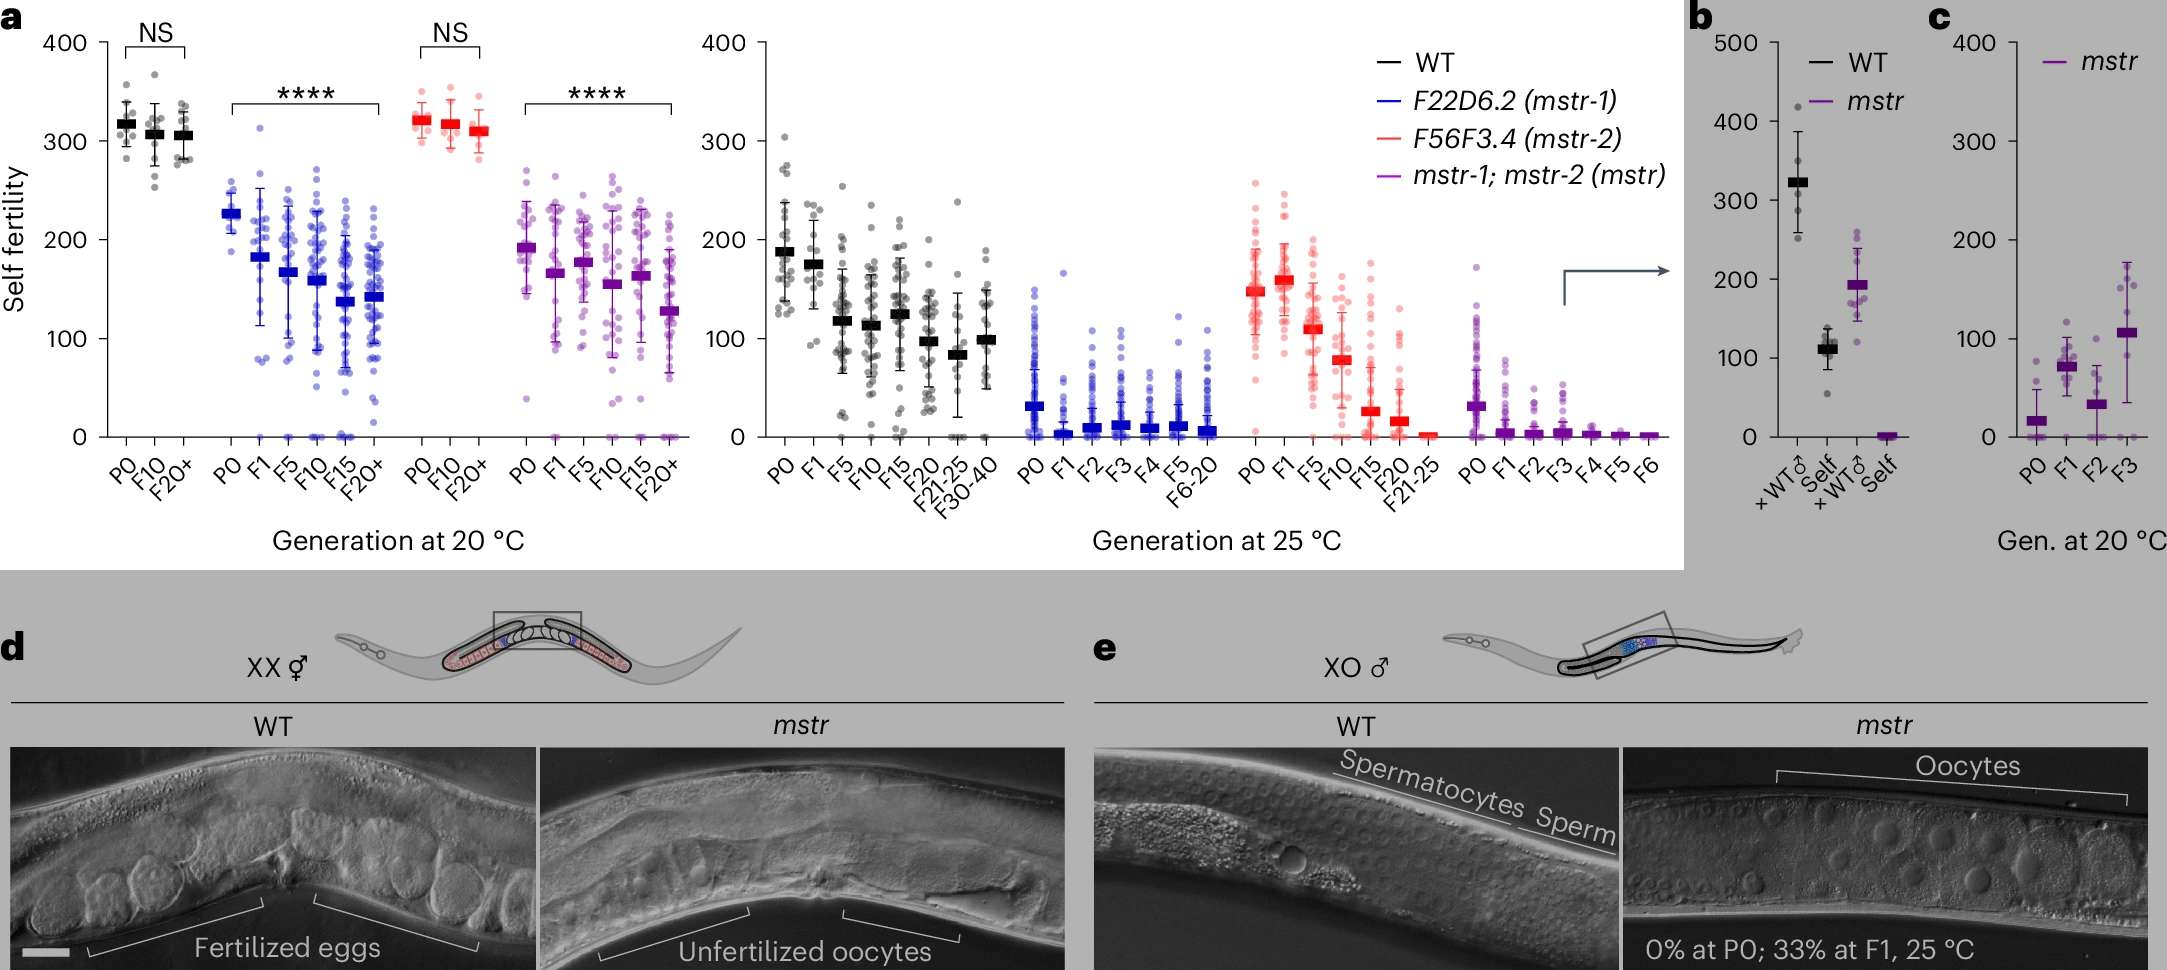 a
NS
NS
****
****
400
300
200
100
0
Self fertility
P0 F10 F20+
P0 F1 F5 F10 F15 F20+
P0 F10 F20+
P0 F1 F5 F10 F15 F20+
Generation at 20 °C
400
300
200
100
0
WT
F22D6.2 (mstr-1)
F56F3.4 (mstr-2)
mstr-1; mstr-2 (mstr)
P0 F1 F5 F10 F15 F20 F21-25 F30-40
P0 F1 F2 F3 F4 F5 F6-20
P0 F1 F5 F10 F15 F20 F21-25
P0 F1 F2 F3 F4 F5 F6
Generation at 25 °C
b
500
400
300
200
100
0
WT
mstr
+ WT♂ Self + WT♂ Self
c
400
300
200
100
0
mstr
P0 F1 F2 F3
Gen. at 20 °C
d
XX ⚥
WT
mstr
Fertilized eggs
Unfertilized oocytes
e
XO ♂
WT
mstr
Spermatocytes Sperm
Oocytes
0% at P0; 33% at F1, 25 °C